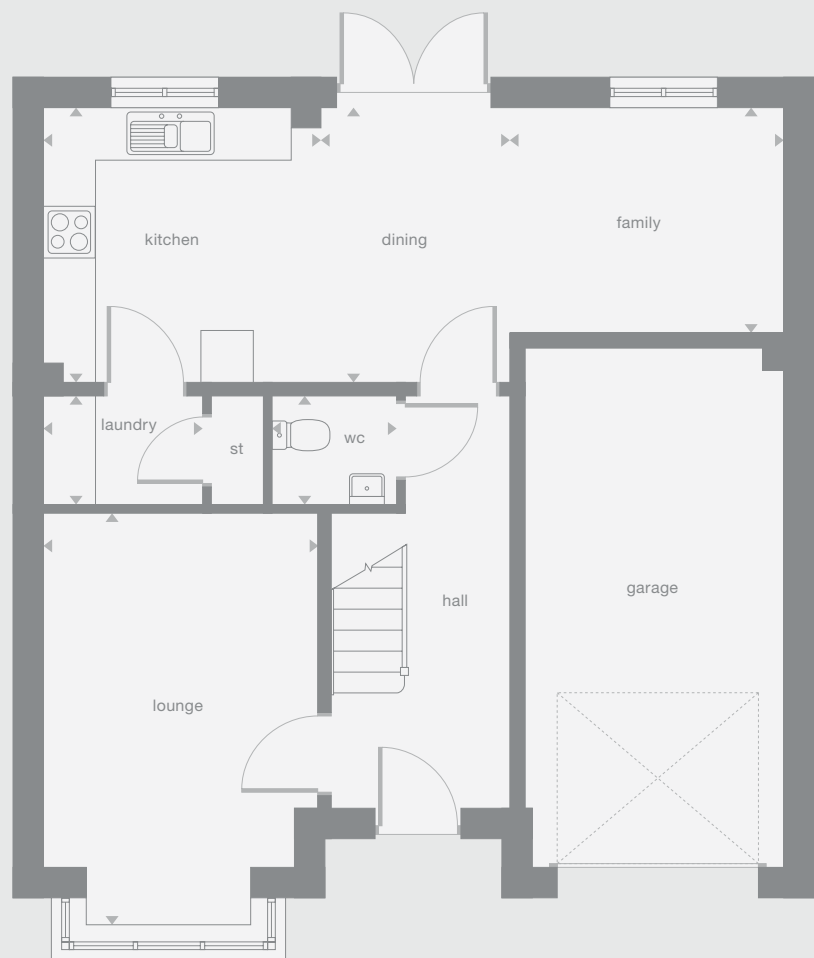 family
kitchen
dining
laundry
wc
st
garage
hall
lounge